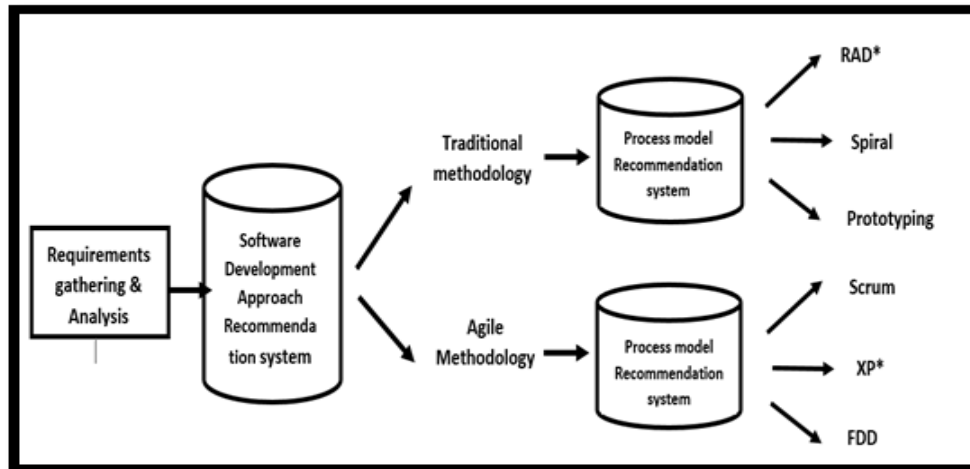 Requirements
gathering &
Analysis
Software
Development
Approach
Recommenda
tion system
Traditional
methodology
Agile
Methodology
Process model
Recommendation
system
Process model
Recommendation
system
RAD*
Spiral
Prototyping
Scrum
XP*
FDD